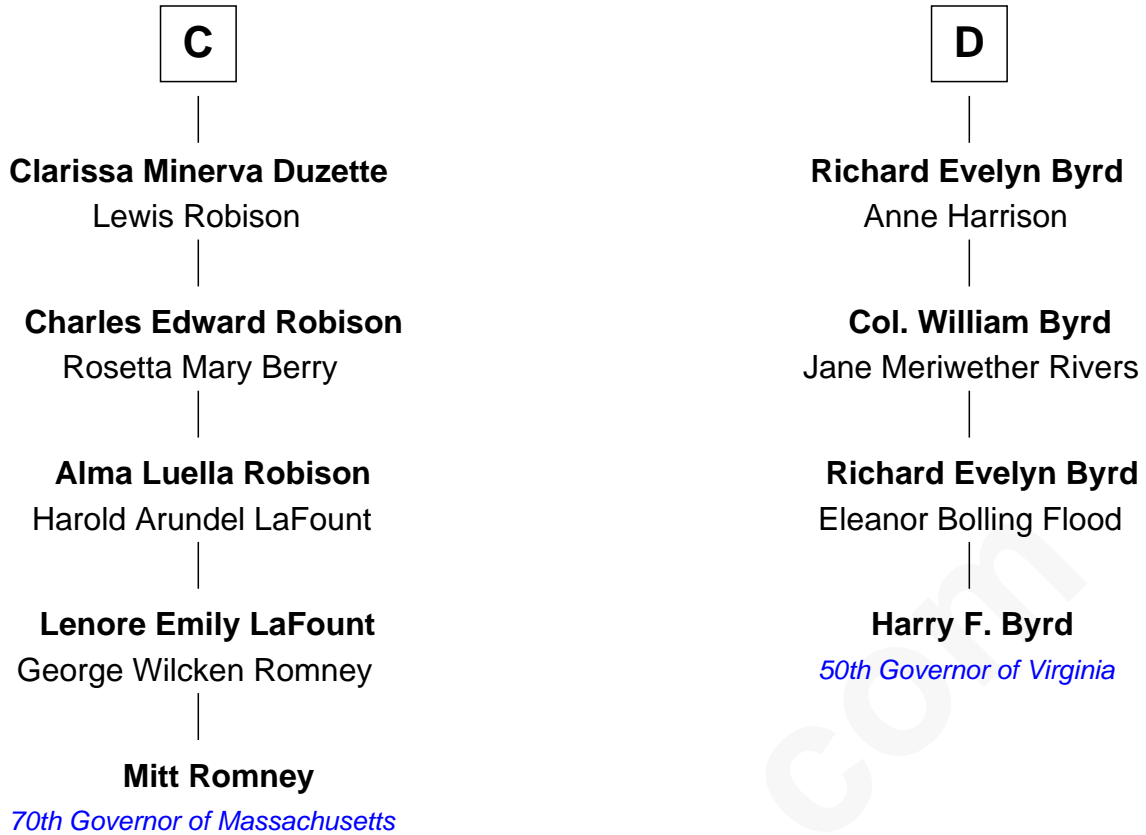 C
Clarissa Minerva Duzette
Lewis Robison
Charles Edward Robison
Rosetta Mary Berry
Alma Luella Robison
Harold Arundel LaFount
Lenore Emily LaFount
George Wilcken Romney
Mitt Romney
70th Governor of Massachusetts
D
Richard Evelyn Byrd
Anne Harrison
Col. William Byrd
Jane Meriwether Rivers
Richard Evelyn Byrd
Eleanor Bolling Flood
Harry F. Byrd
50th Governor of Virginia
com